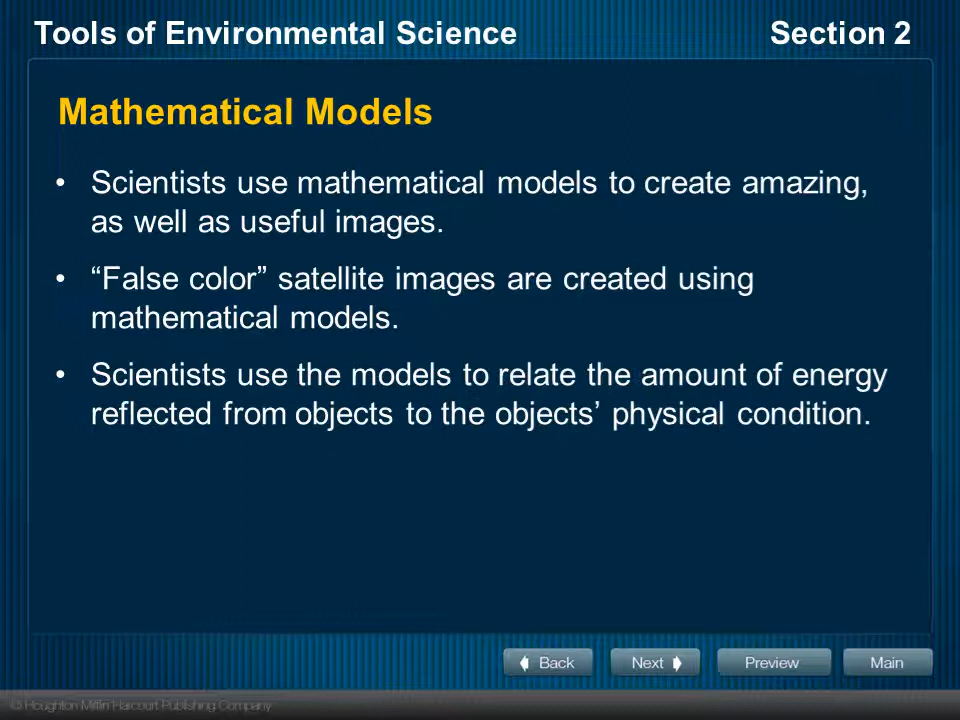 Tools of Environmental Science
Section 2
Mathematical Models
• Scientists use mathematical models to create amazing,
as well as useful images.
• “False color” satellite images are created using
mathematical models.
• Scientists use the models to relate the amount of energy
reflected from objects to the objects’ physical condition.
Back
Next
Preview
Main
© Houghton Mifflin Harcourt Publishing Company